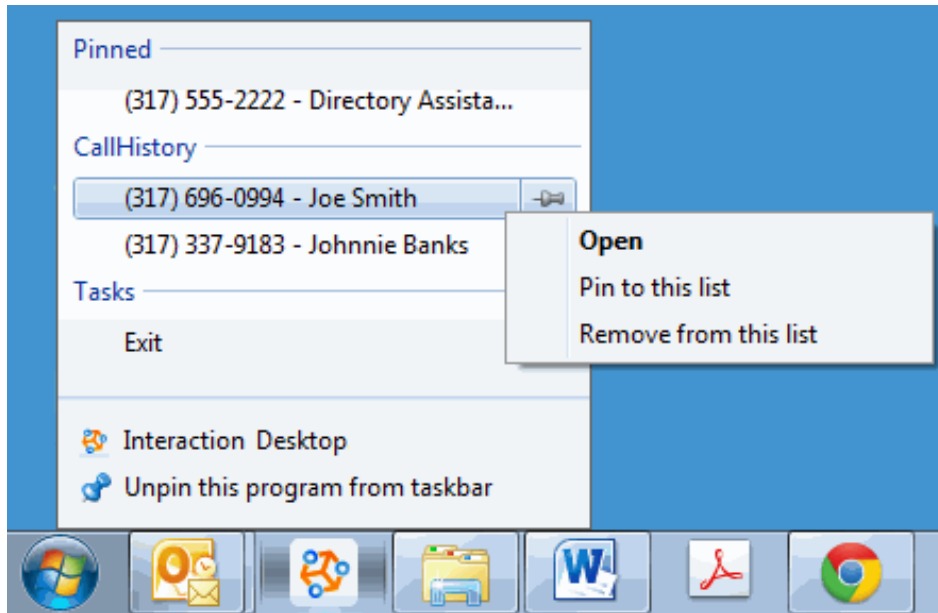 Pinned
(317) 555-2222 - Directory Assista...
CallHistory
(317) 696-0994 - Joe Smith
(317) 337-9183 - Johnnie Banks
Tasks
Exit
Interaction Desktop
Unpin this program from taskbar
Open
Pin to this list
Remove from this list